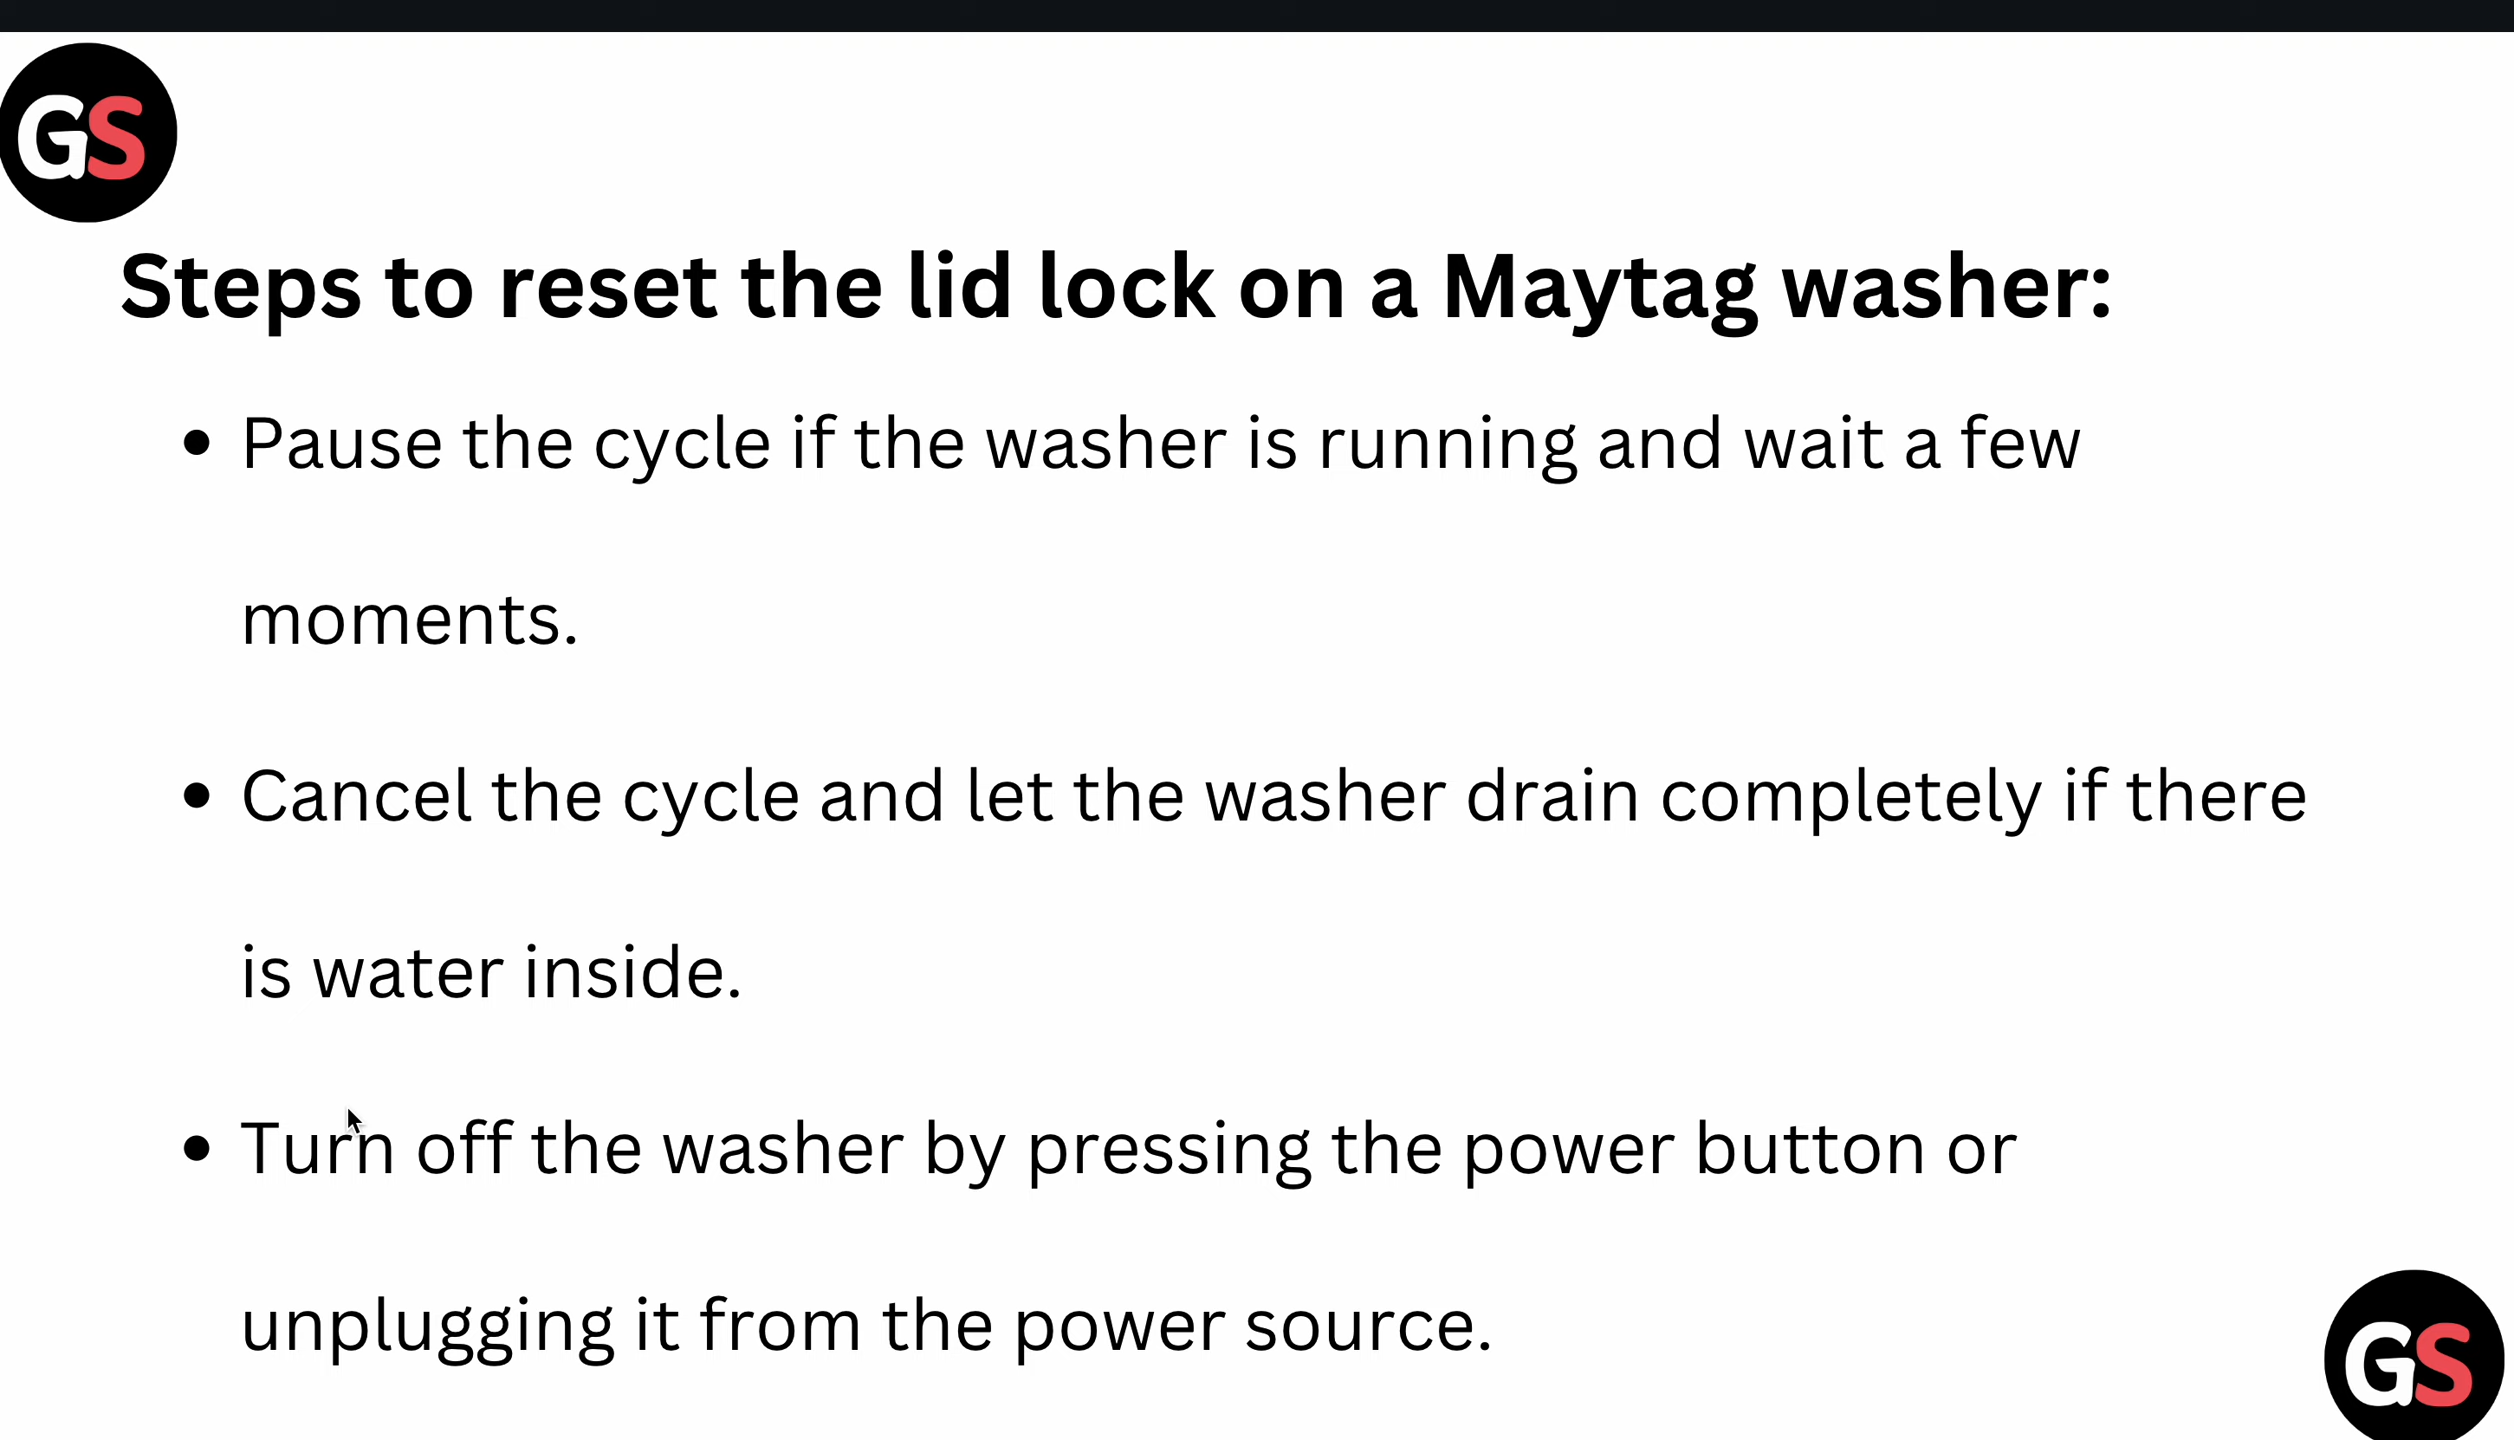 GS
Steps to reset the lid lock on a Maytag washer:
• Pause the cycle if the washer is running and wait a few
moments.
• Cancel the cycle and let the washer drain completely if there
is water inside.
• Turn off the washer by pressing the power button or
unplugging it from the power source.
GS